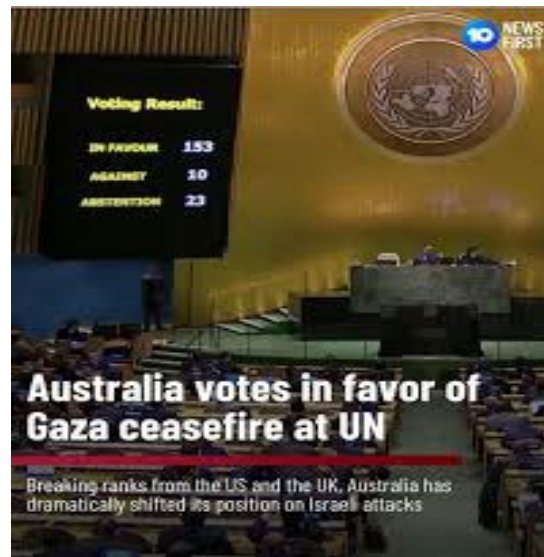 10 NEWS
FIRST
Voting Result:
IN FAVOUR 153
AGAINST 10
ABSTENTION 23
Australia votes in favor of
Gaza ceasefire at UN
Breaking ranks from the US and the UK, Australia has
dramatically shifted its position on Israeli attacks